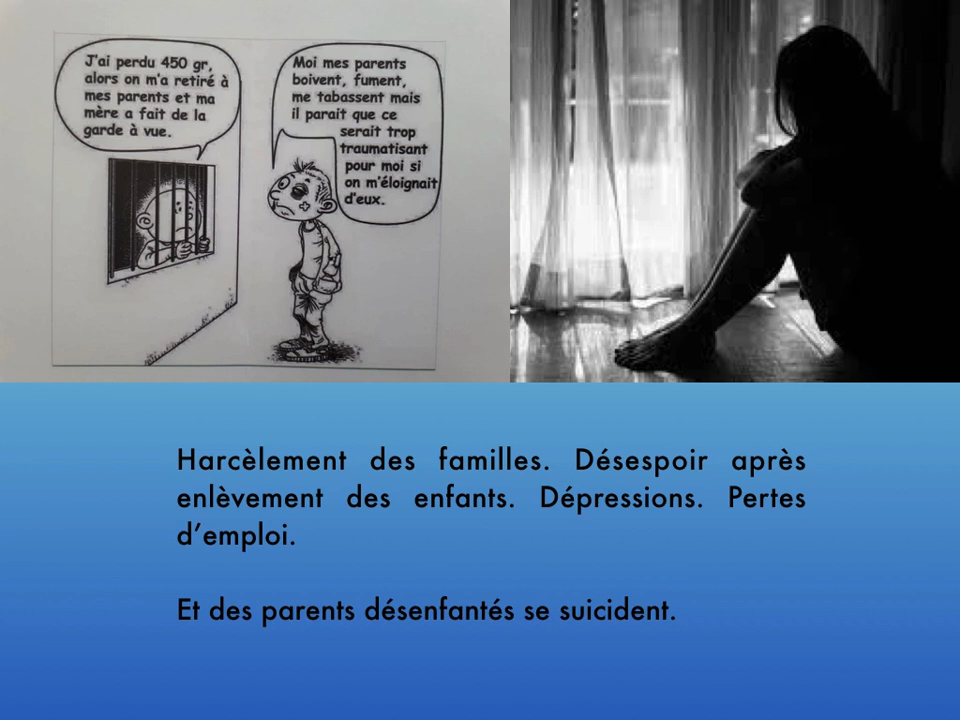 J'ai perdu 450 gr,
alors on m'a retiré à
mes parents et ma
mère a fait de la
garde à vue.
Moi mes parents
boivent, fument,
me tabassent mais
il parait que ce
serait trop
traumatisant
pour moi si
on m'éloignait
d'eux.
Harcèlement des familles. Désespoir après
enlèvement des enfants. Dépressions. Pertes
d’emploi.
Et des parents désenfantés se suicident.